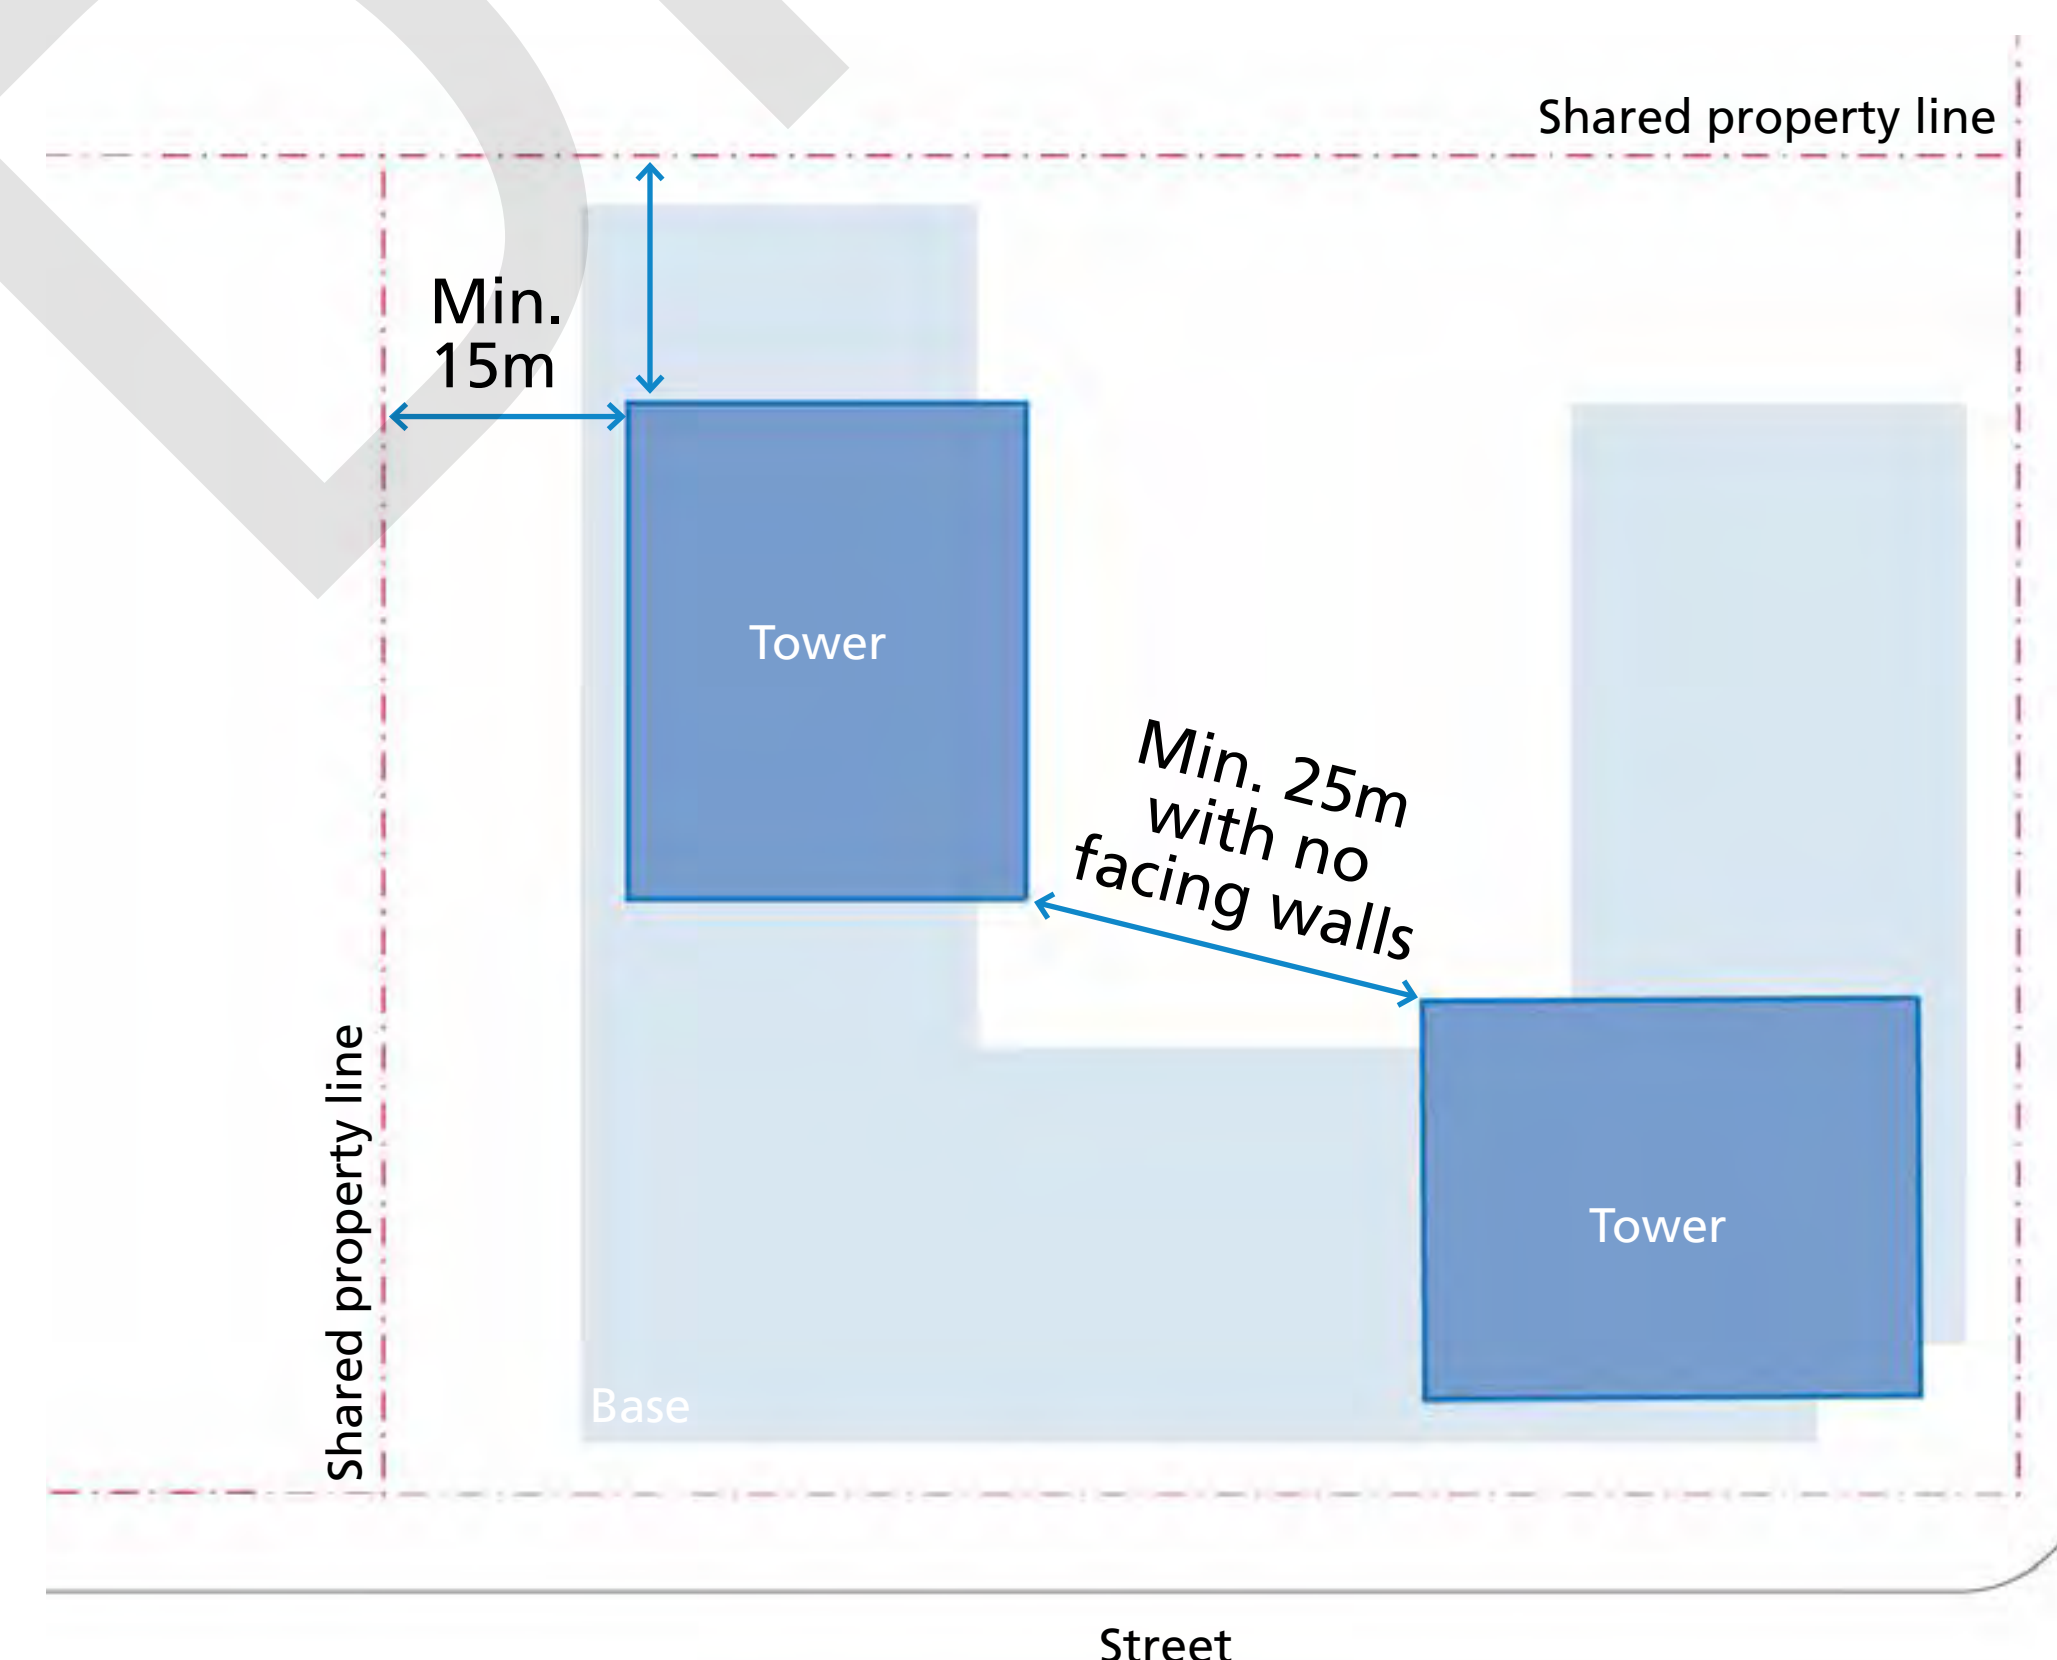 Shared property line
Min.
15m
Tower
Min. 25m
with no
facing walls
Shared property line
Tower
Base
Street